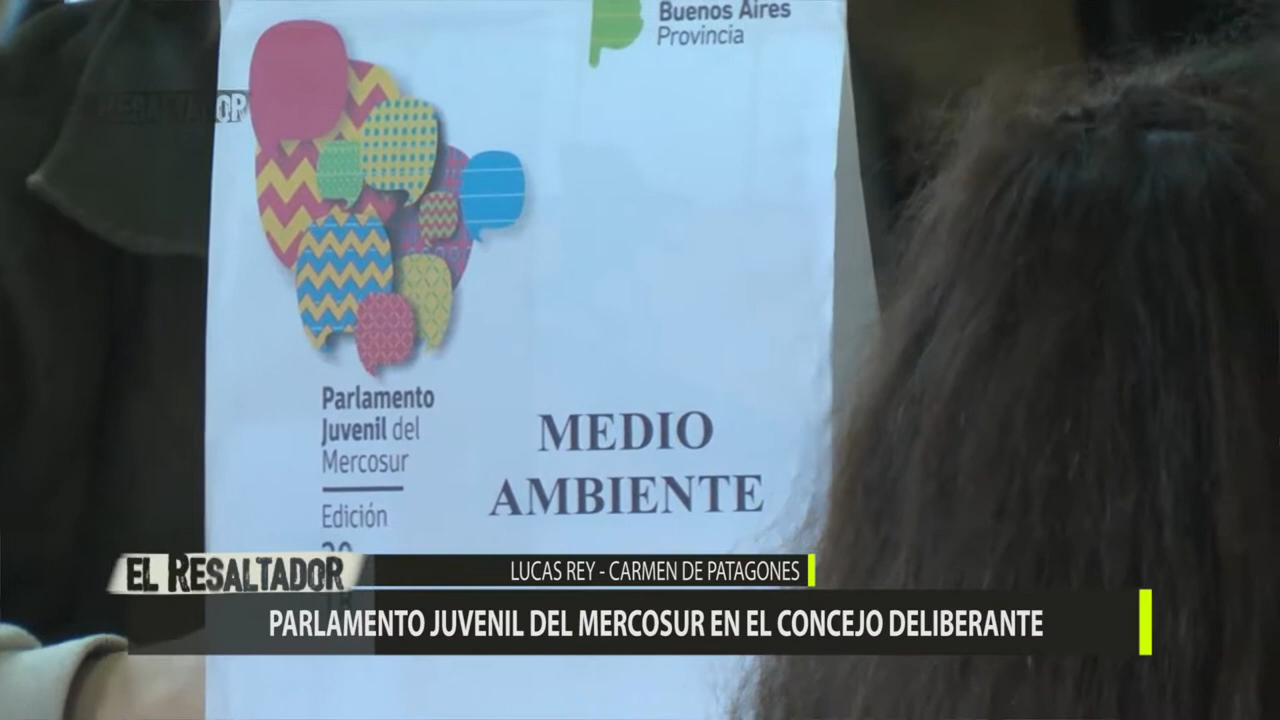 Buenos Aires
Provincia
RESALTADOR
Parlamento
Juvenil del
Mercosur
Edición
MEDIO
AMBIENTE
EL RESALTADOR
LUCAS REY - CARMEN DE PATAGONES
PARLAMENTO JUVENIL DEL MERCOSUR EN EL CONCEJO DELIBERANTE